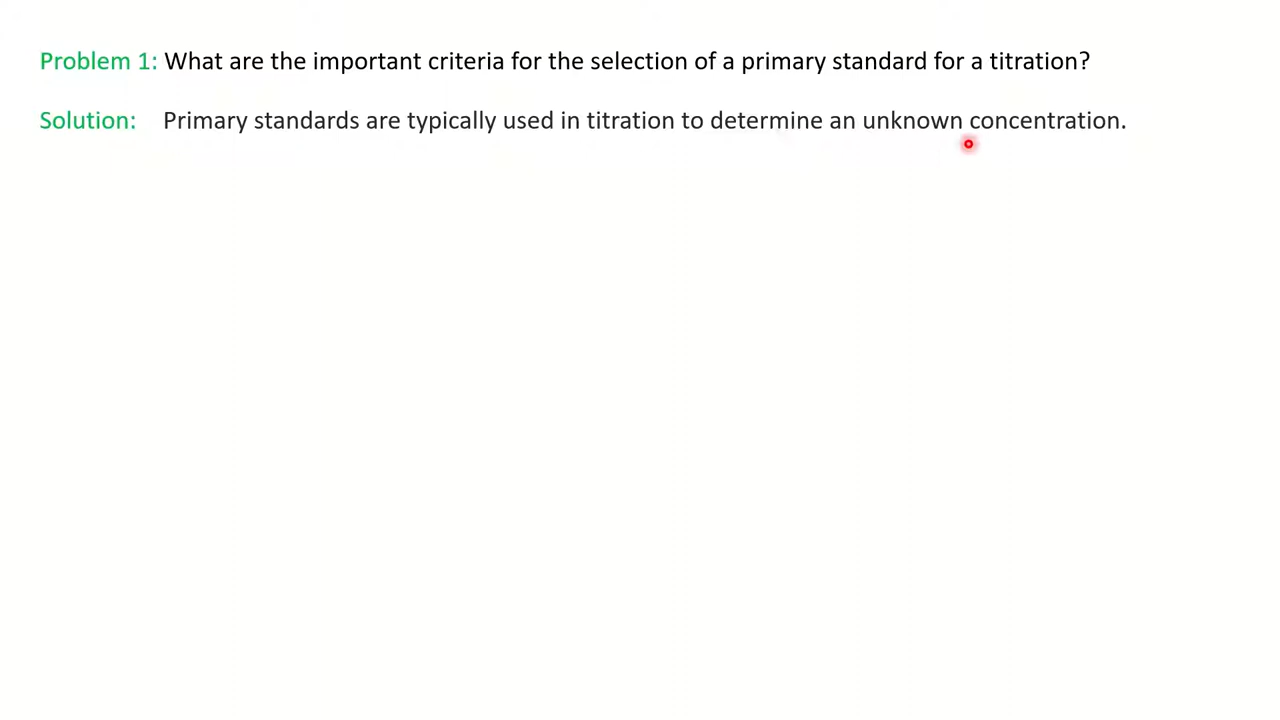 Problem 1: What are the important criteria for the selection of a primary standard for a titration?
Solution: Primary standards are typically used in titration to determine an unknown concentration.